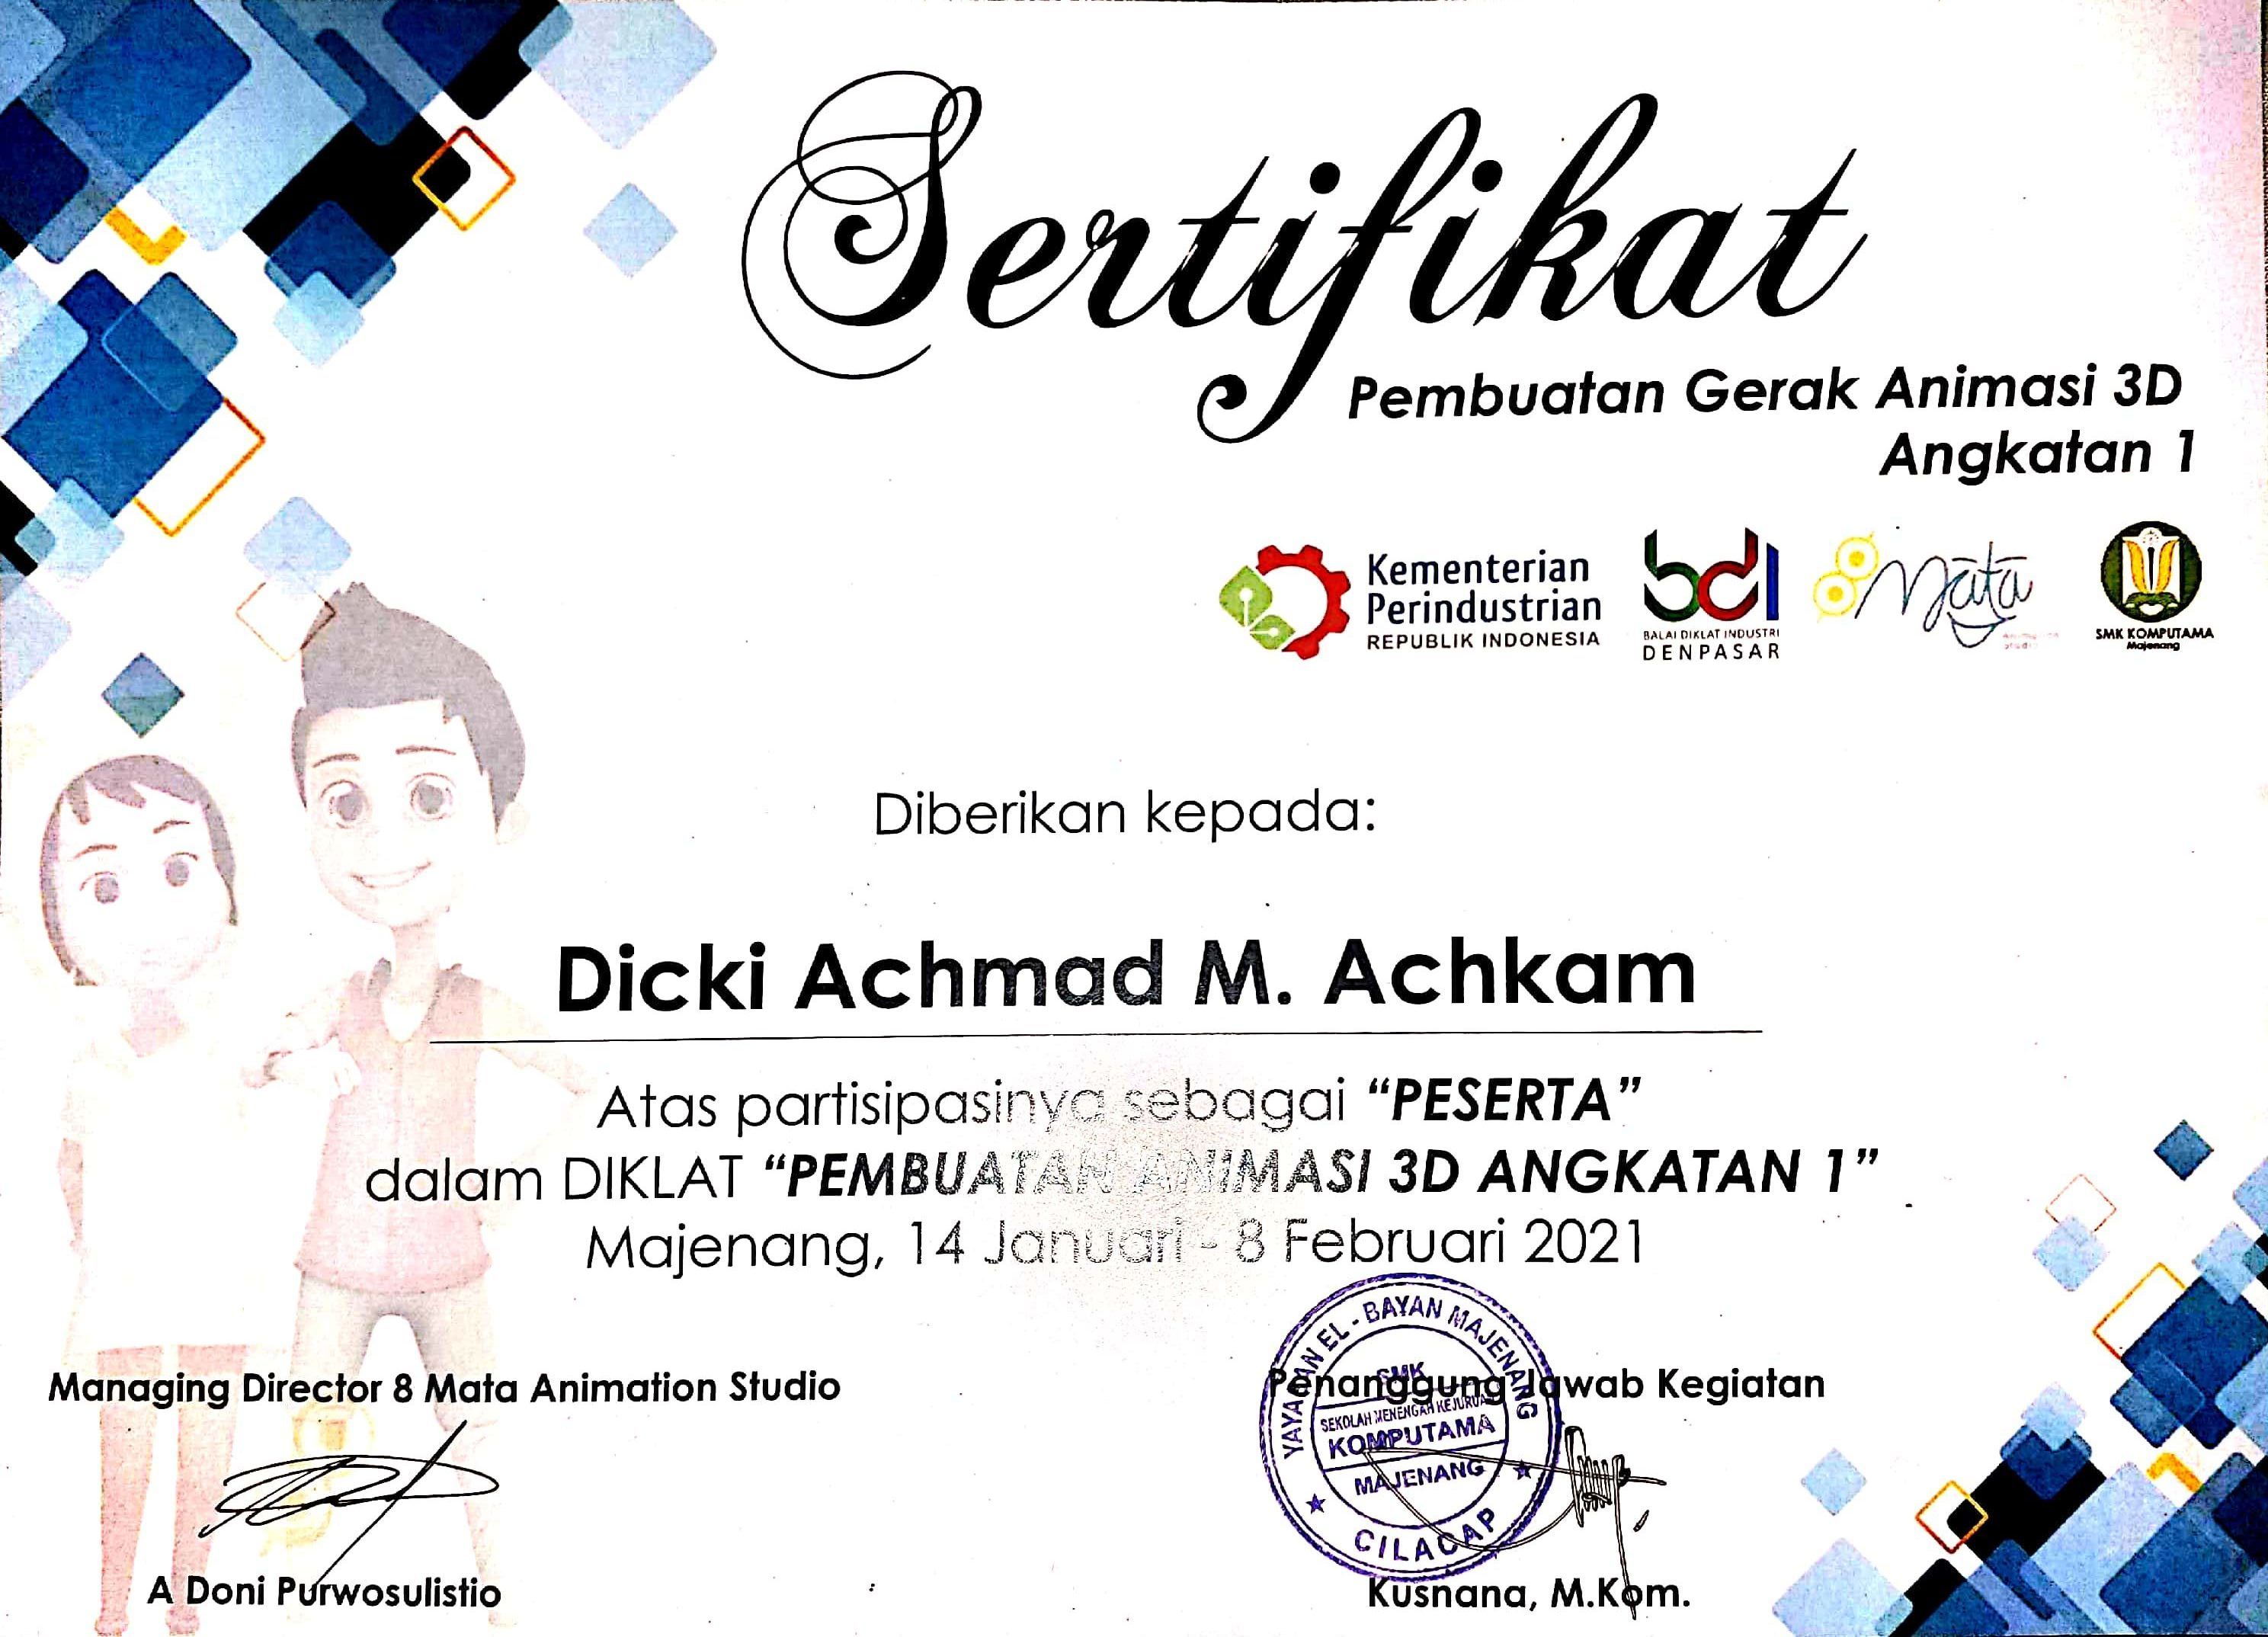 Sertifikat
Pembuatan Gerak Animasi 3D
Angkatan 1
Kementerian
Perindustrian
REPUBLIK INDONESIA
bdi
BALAI DIKLAT INDUSTRI
DENPASAR
8 Mata
SMK KOMPUTAMA
Majenang
Diberikan kepada:
Dicki Achmad M. Achkam
Atas partisipasinya sebagai “PESERTA”
dalam DIKLAT “PEMBUATAN ANIMASI 3D ANGKATAN 1”
Majenang, 14 Januari - 8 Februari 2021
Managing Director 8 Mata Animation Studio
A Doni Purwosulistio
Penanggung Jawab Kegiatan
YAYASAN EL - BAYAN MAJENANG
SMK
SEKOLAH MENENGAH KEJURUAN
KOMPUTAMA
MAJENANG
CILACAP
Kusnana, M.Kom.